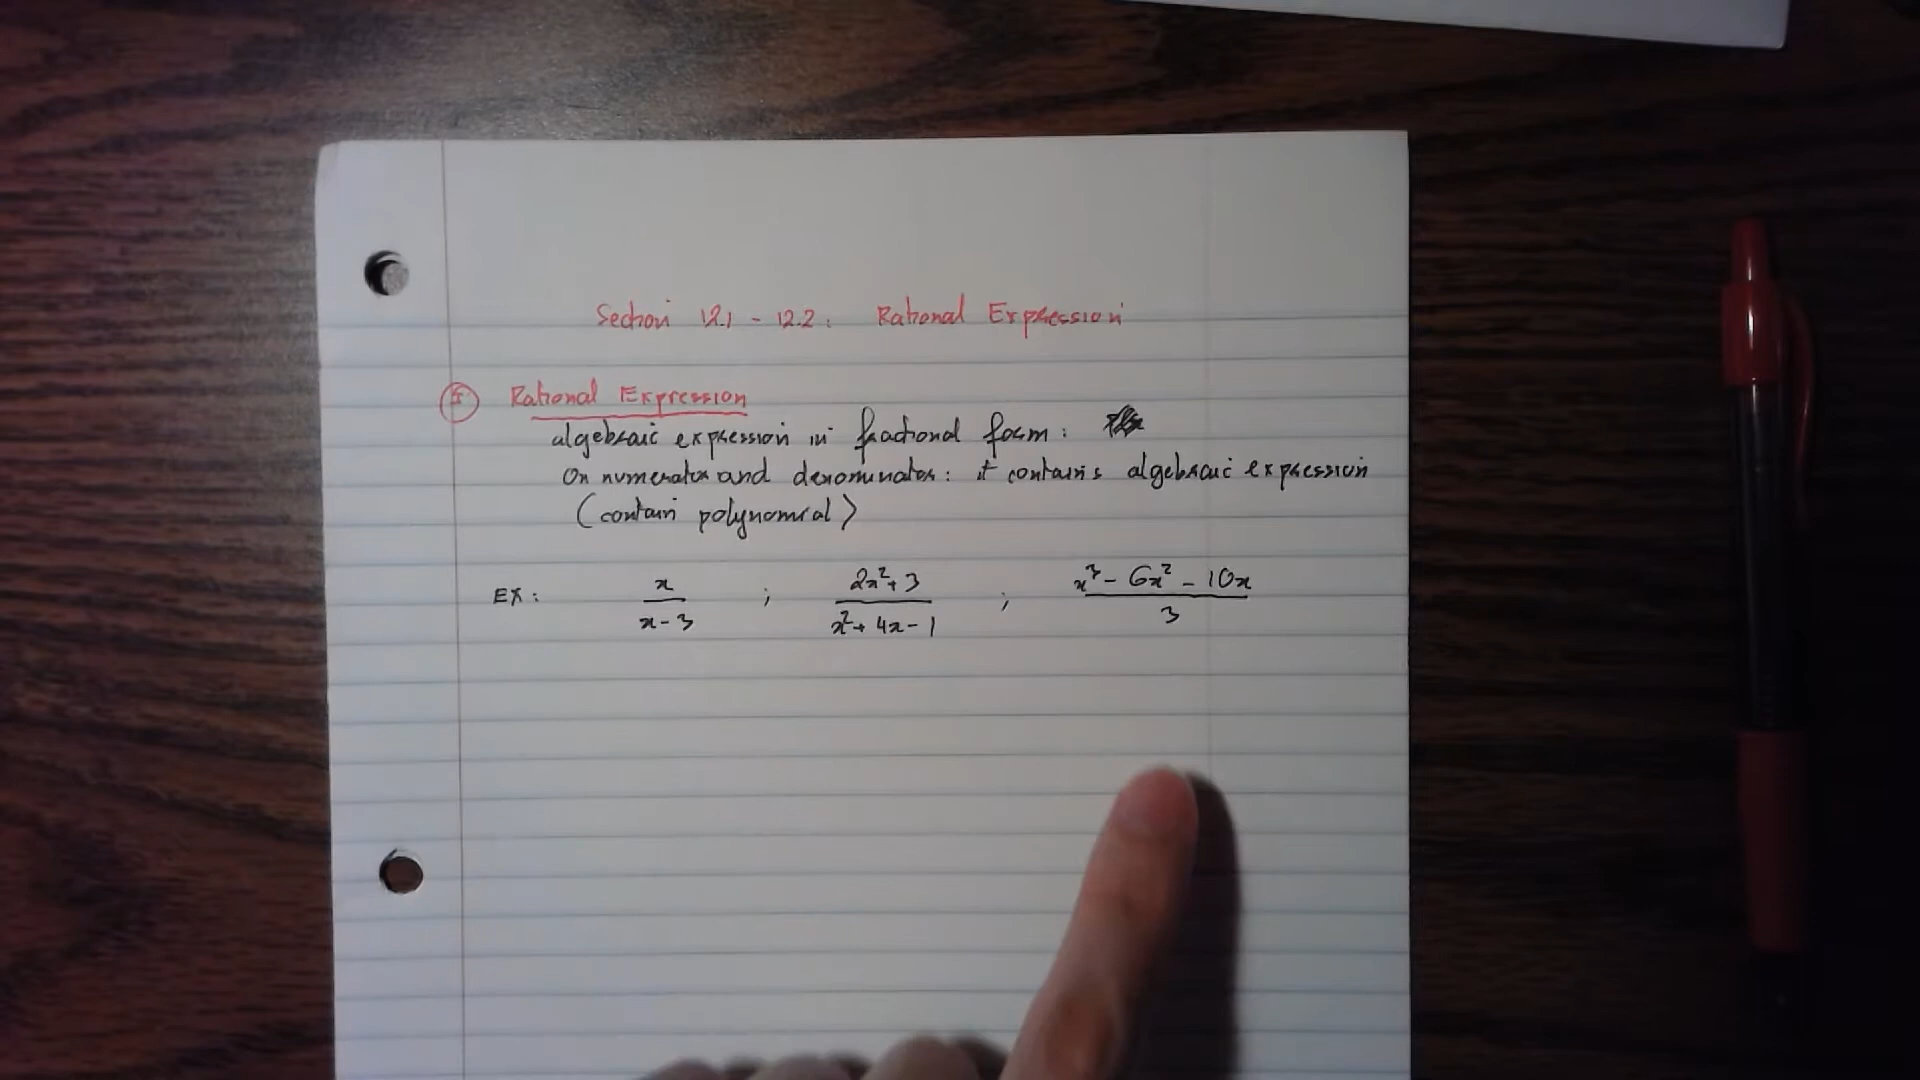 Section 12.1 - 12.2: Rational Expression
I Rational Expression
algebraic expression in fractional form:
On numerator and denominator: it contains algebraic expression
(contain polynomial)
EX: x/(x-3) ; (2x²+3)/(x²+4x-1) ; (x³-6x²-10x)/3